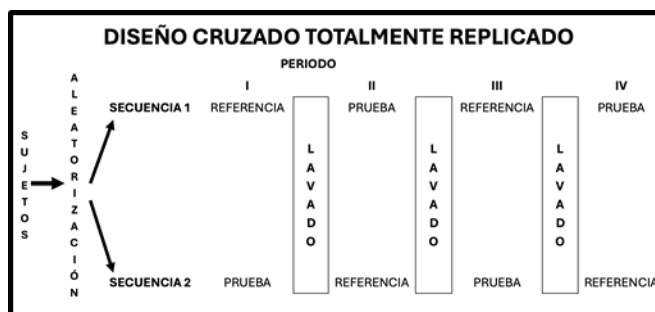 DISEÑO CRUZADO TOTALMENTE REPLICADO
PERIODO
I II III IV
SUJETOS
ALEATORIZACIÓN
SECUENCIA 1 REFERENCIA PRUEBA REFERENCIA PRUEBA
LAVADO
LAVADO
LAVADO
SECUENCIA 2 PRUEBA REFERENCIA PRUEBA REFERENCIA